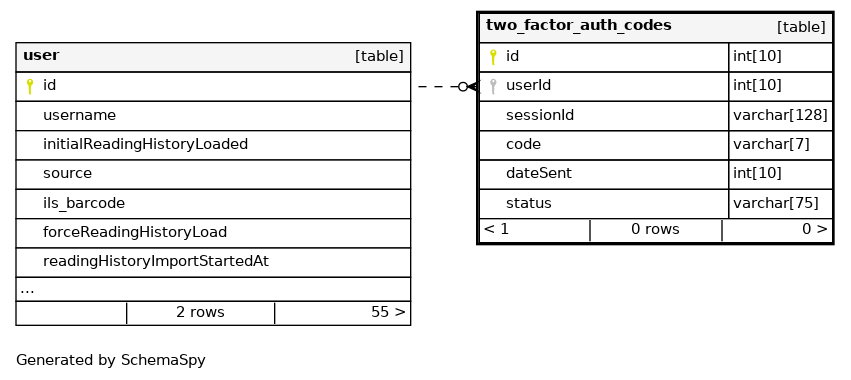 user [table]
id
username
initialReadingHistoryLoaded
source
ils_barcode
forceReadingHistoryLoad
readingHistoryImportStartedAt
...
2 rows 55 >
two_factor_auth_codes [table]
id int[10]
userId int[10]
sessionId varchar[128]
code varchar[7]
dateSent int[10]
status varchar[75]
< 1 0 rows 0 >
Generated by SchemaSpy